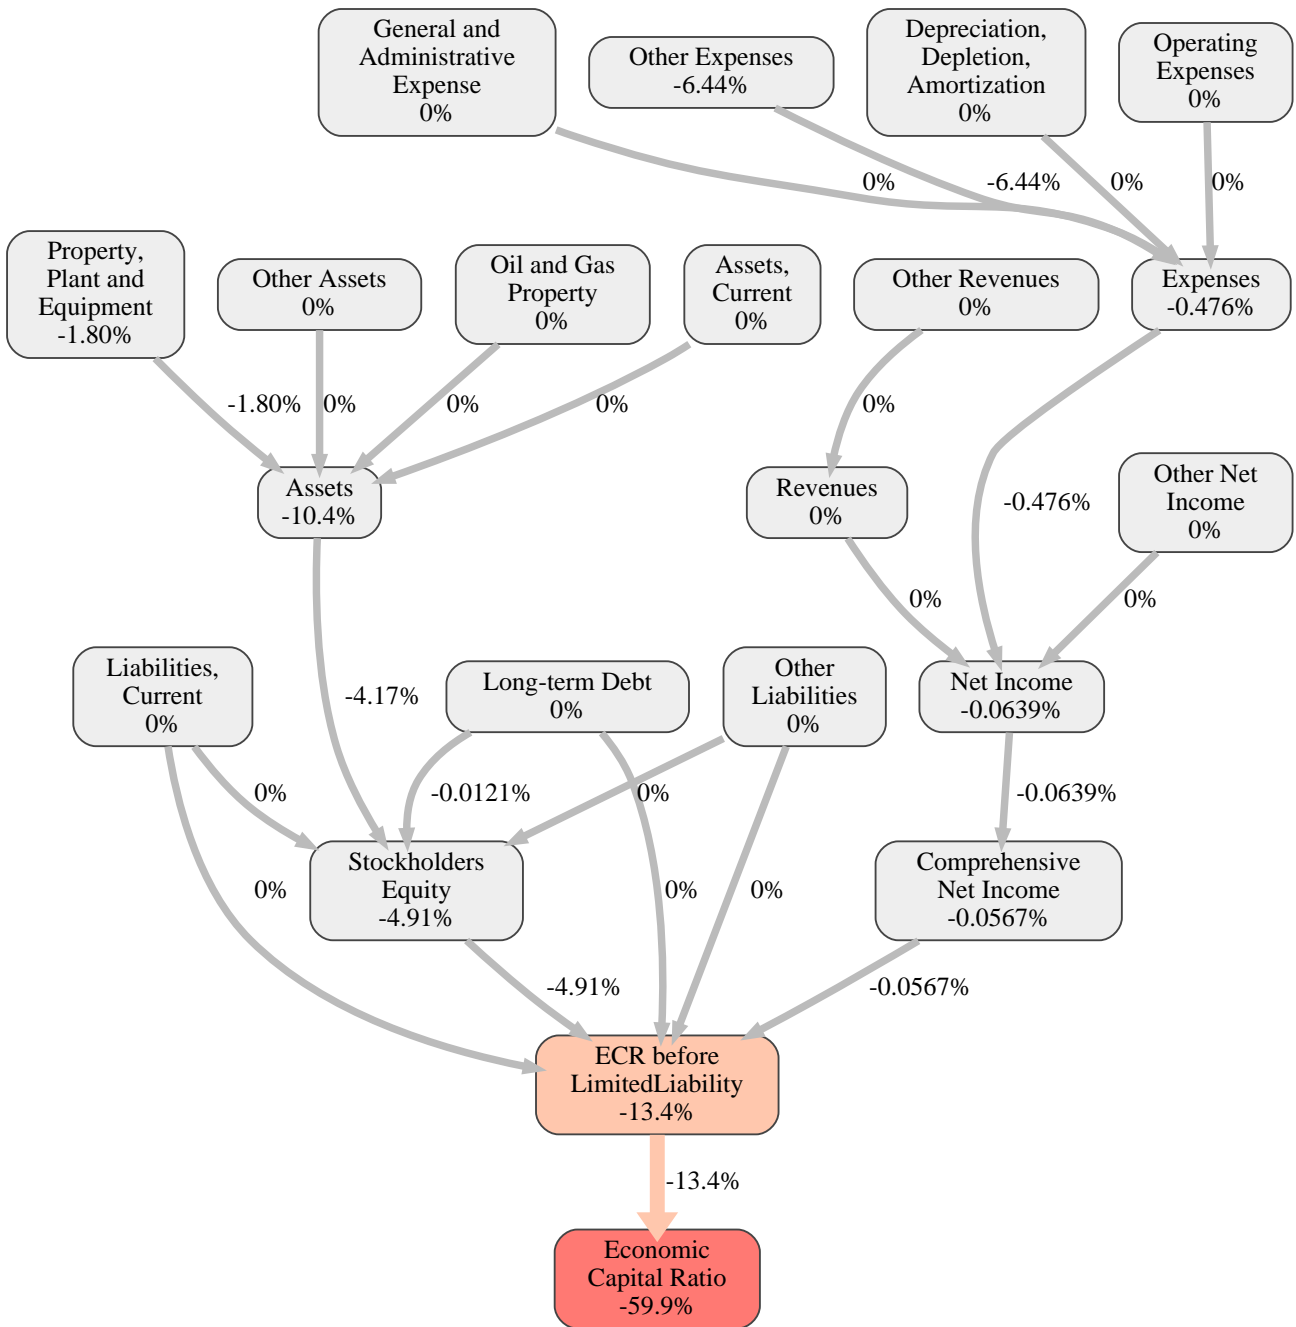 General and
Administrative
Expense
0%
Other Expenses
-6.44%
Depreciation,
Depletion,
Amortization
0%
Operating
Expenses
0%
0%
-6.44%
0%
0%
Property,
Plant and
Equipment
-1.80%
Other Assets
0%
Oil and Gas
Property
0%
Assets,
Current
0%
Other Revenues
0%
Expenses
-0.476%
-1.80%
0%
0%
0%
0%
Assets
-10.4%
Revenues
0%
-0.476%
Other Net
Income
0%
0%
0%
Liabilities,
Current
0%
-4.17%
Long-term Debt
0%
Other
Liabilities
0%
Net Income
-0.0639%
0%
-0.0121%
0%
-0.0639%
Stockholders
Equity
-4.91%
Comprehensive
Net Income
-0.0567%
0%
0%
0%
-4.91%
-0.0567%
ECR before
LimitedLiability
-13.4%
-13.4%
Economic
Capital Ratio
-59.9%